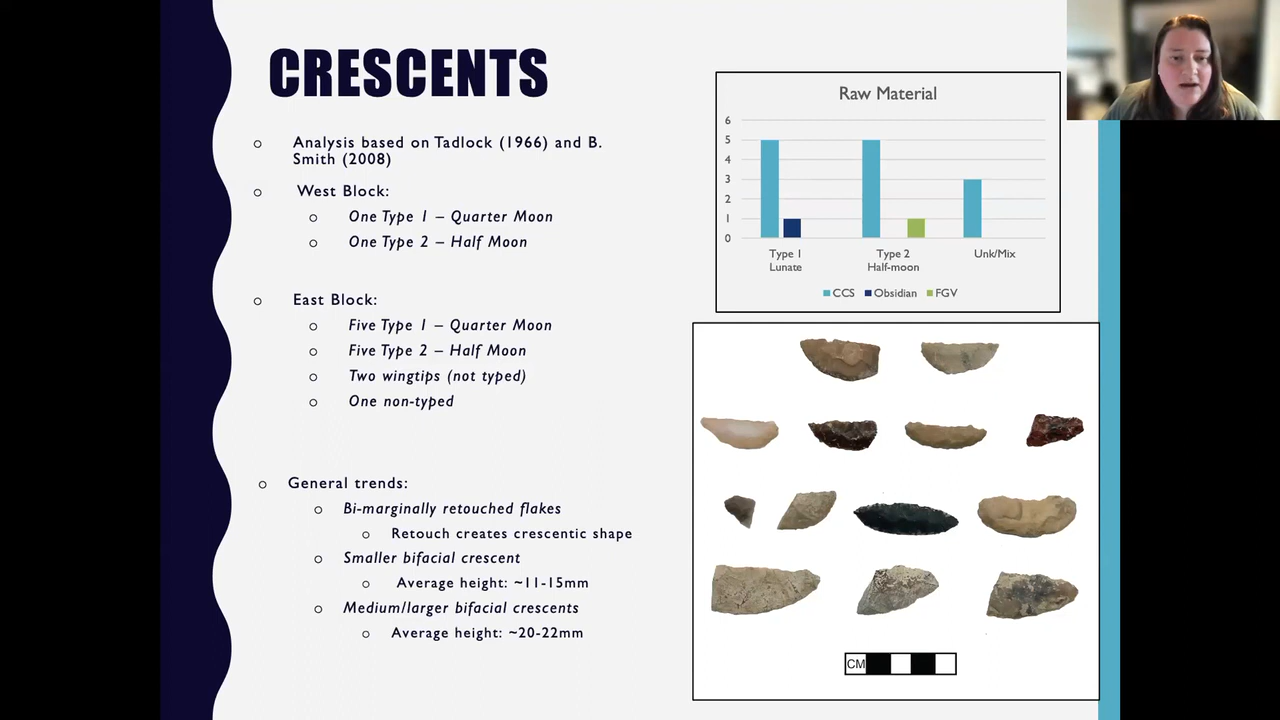 CRESCENTS
Analysis based on Tadlock (1966) and B.
Smith (2008)
West Block:
One Type 1 – Quarter Moon
One Type 2 – Half Moon
East Block:
Five Type 1 – Quarter Moon
Five Type 2 – Half Moon
Two wingtips (not typed)
One non-typed
General trends:
Bi-marginally retouched flakes
Retouch creates crescentic shape
Smaller bifacial crescent
Average height: ~11-15mm
Medium/larger bifacial crescents
Average height: ~20-22mm
Raw Material
6
5
4
3
2
1
0
Type 1
Lunate
Type 2
Half-moon
Unk/Mix
CCS Obsidian FGV
CM